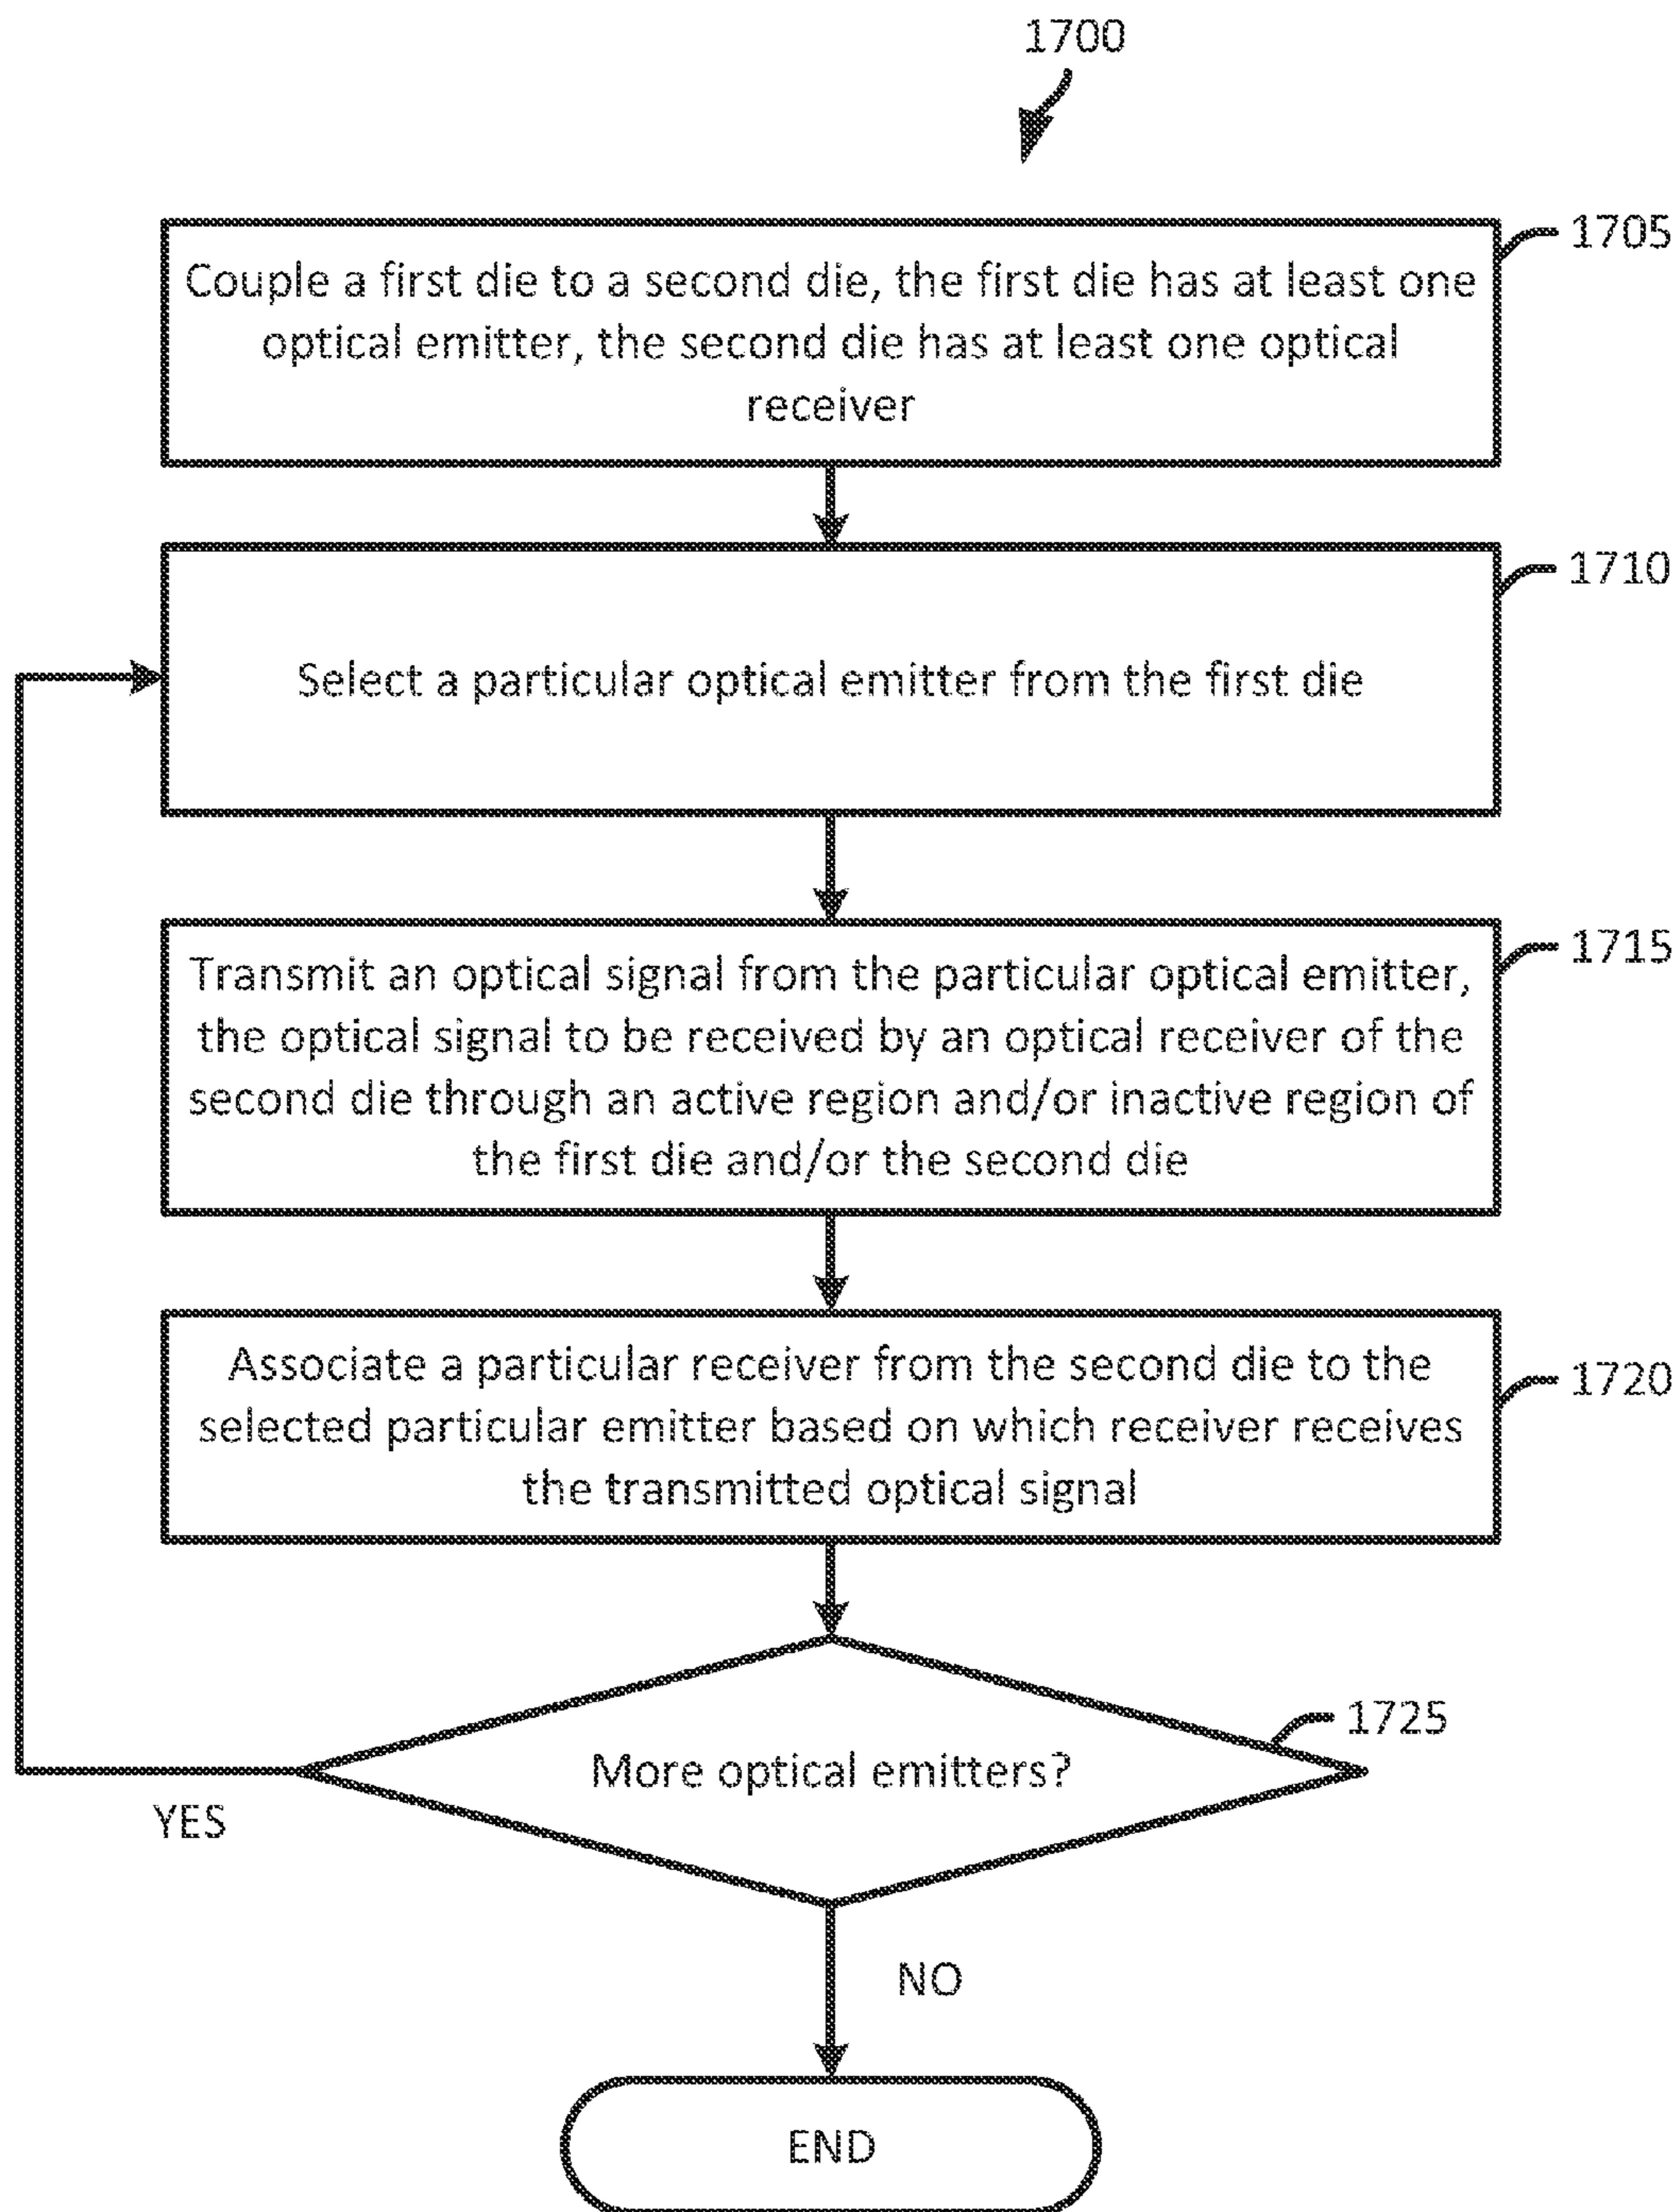 1700
1705
Couple a first die to a second die, the first die has at least one
optical emitter, the second die has at least one optical
receiver
1710
Select a particular optical emitter from the first die
1715
Transmit an optical signal from the particular optical emitter,
the optical signal to be received by an optical receiver of the
second die through an active region and/or inactive region of
the first die and/or the second die
1720
Associate a particular receiver from the second die to the
selected particular emitter based on which receiver receives
the transmitted optical signal
1725
More optical emitters?
YES
NO
END